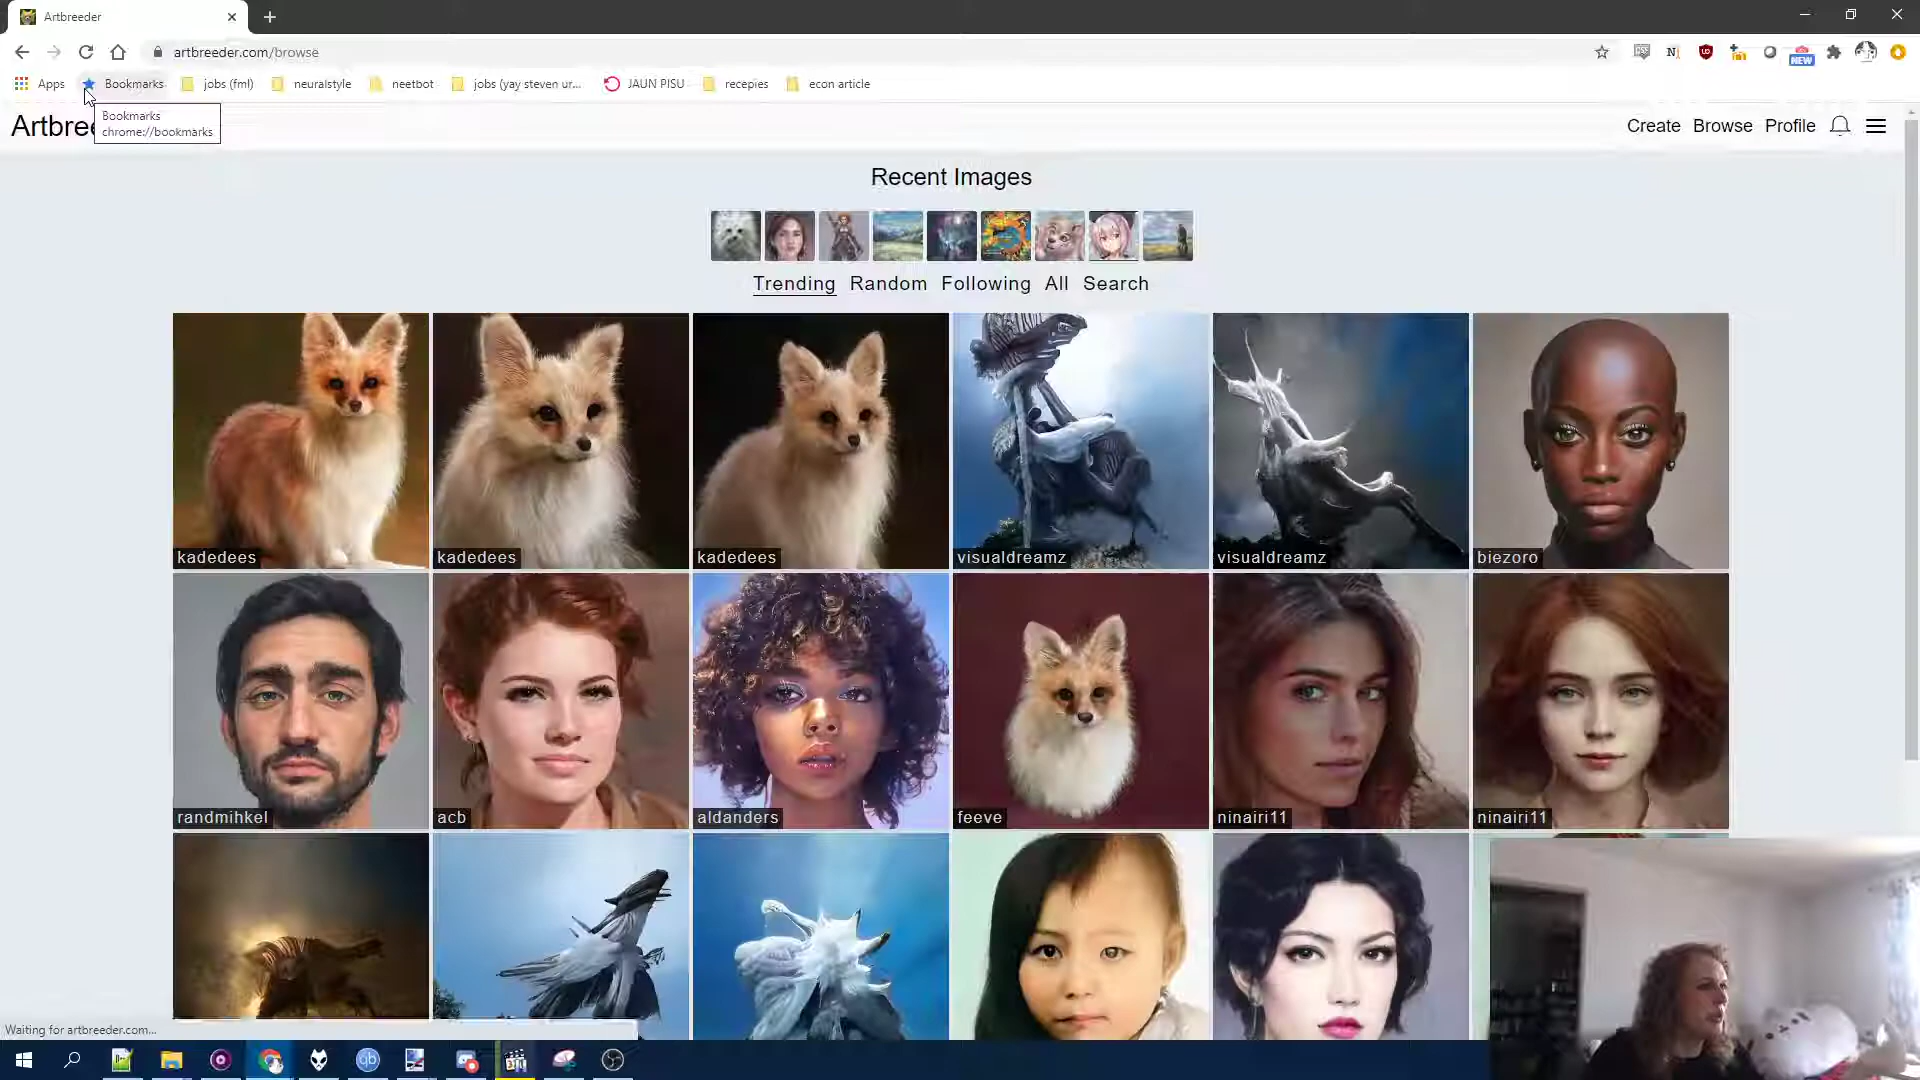 Artbreeder
artbreeder.com/browse
NEW
Apps
Bookmarks
jobs (fml)
neuralstyle
neetbot
jobs (yay steven ur...
JAUN PISU
recepies
econ article
Bookmarks
chrome://bookmarks
Artbree
Create
Browse
Profile
Recent Images
Trending
Random
Following
All
Search
kadedees
kadedees
kadedees
visualdreamz
visualdreamz
biezoro
randmihkel
acb
aldanders
feeve
ninairi11
ninairi11
Waiting for artbreeder.com...
qb